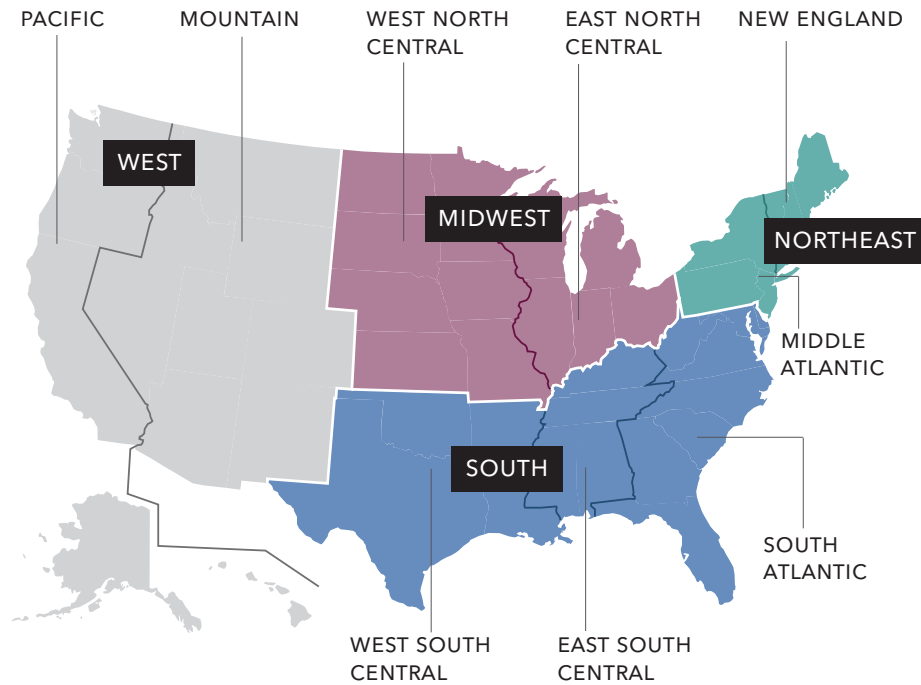 PACIFIC
MOUNTAIN
WEST NORTH
CENTRAL
EAST NORTH
CENTRAL
NEW ENGLAND
WEST
MIDWEST
NORTHEAST
MIDDLE
ATLANTIC
SOUTH
SOUTH
ATLANTIC
WEST SOUTH
CENTRAL
EAST SOUTH
CENTRAL